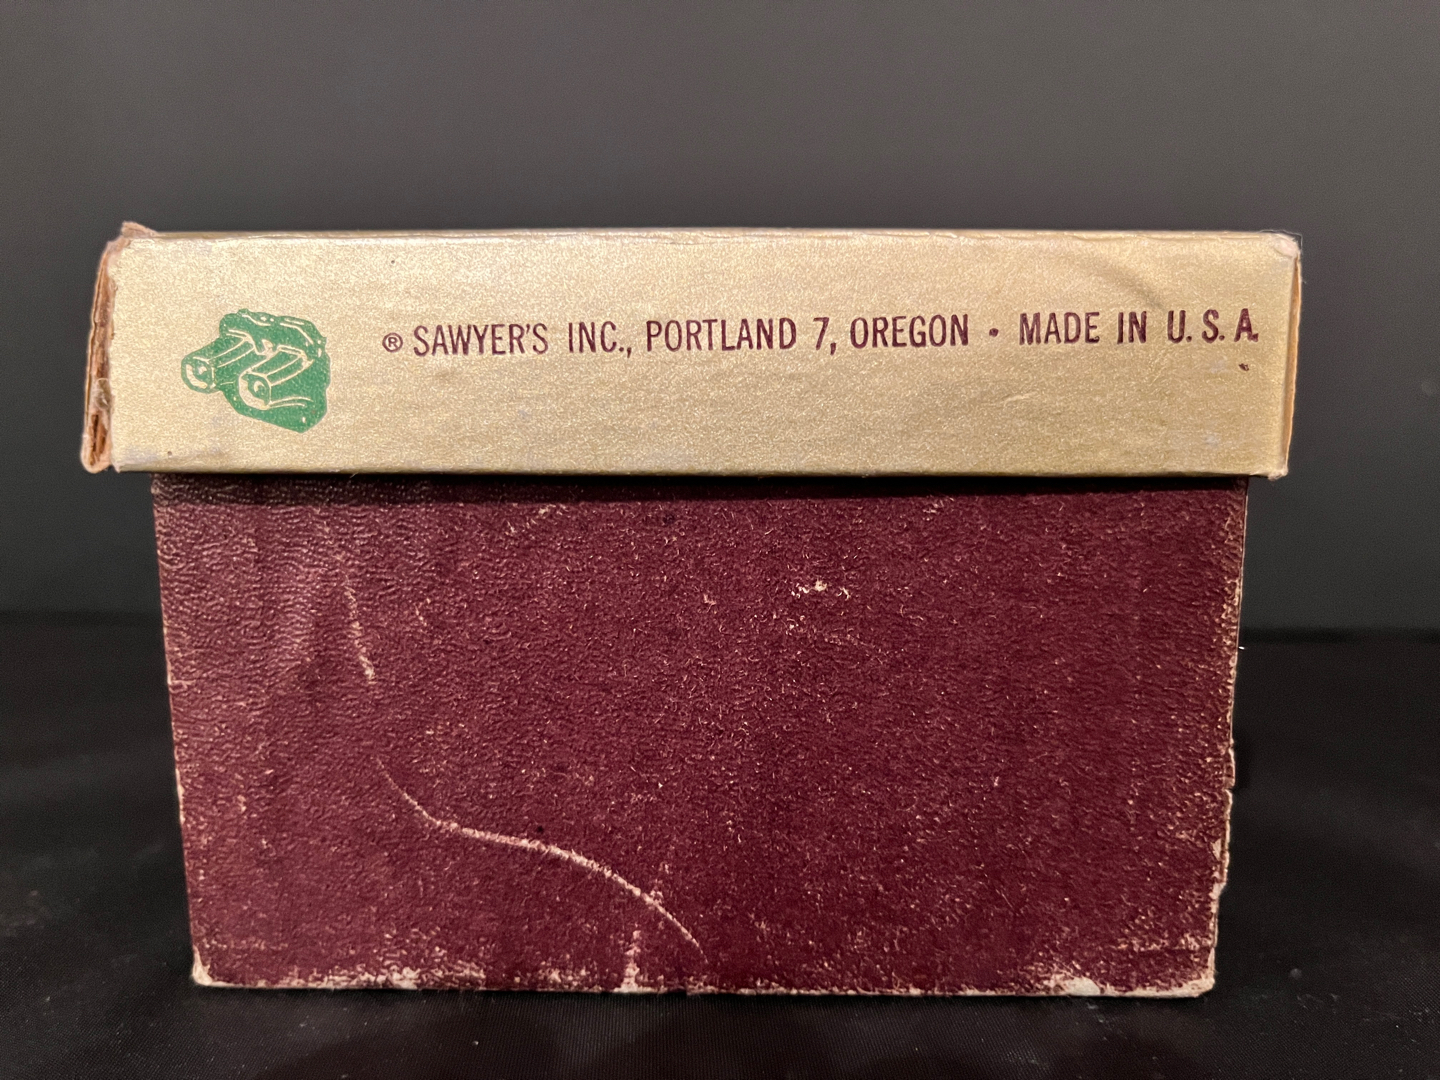 ® SAWYER'S INC., PORTLAND 7, OREGON • MADE IN U.S.A.